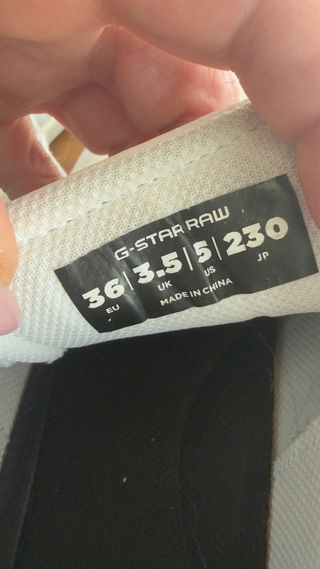 G-STAR RAW
36|3.5|5|230
EU UK US JP
MADE IN CHINA